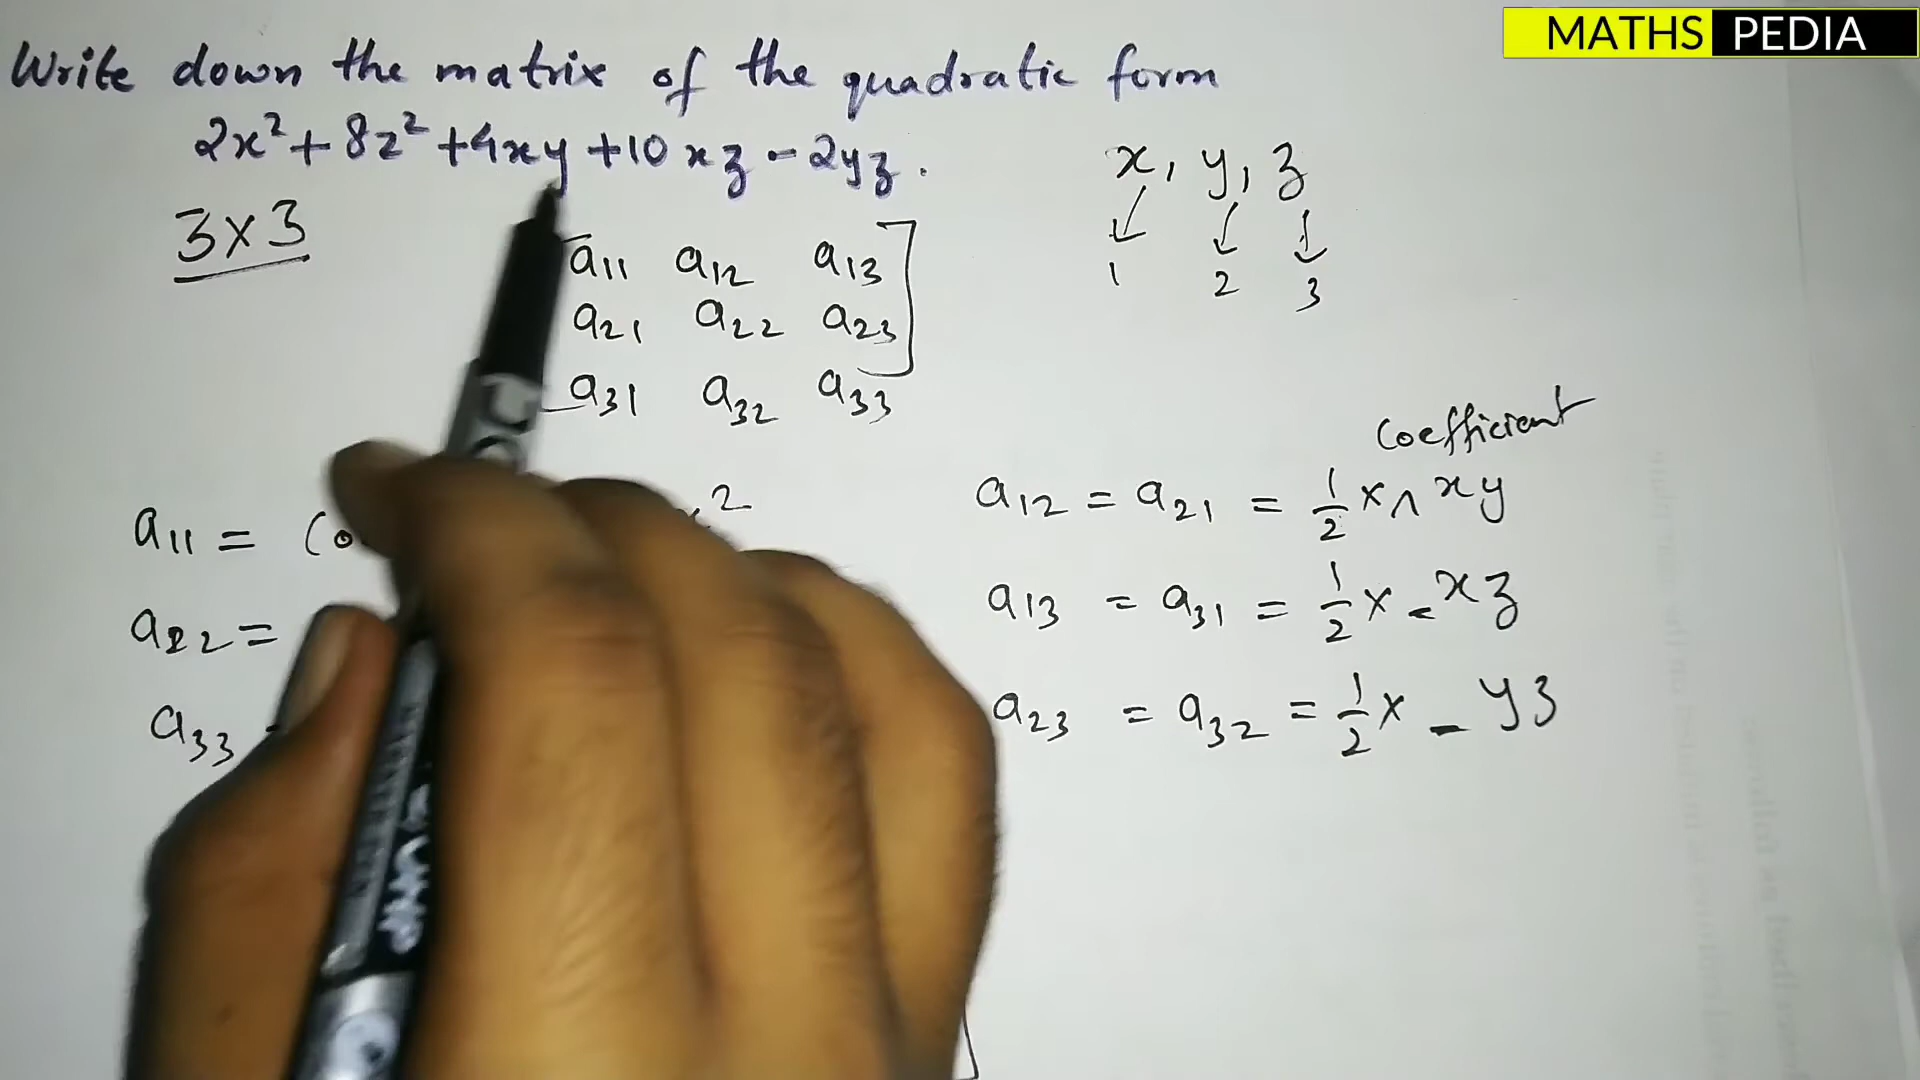 MATHS PEDIA
Write down the matrix of the quadratic form
2x² + 8z² + 4xy + 10xz - 2yz.
x, y, z
3×3
1 2 3
a₁₁ a₁₂ a₁₃
a₂₁ a₂₂ a₂₃
a₃₁ a₃₂ a₃₃
Coefficient
a₁₁ = x²
a₁₂ = a₂₁ = ½ × ∧ xy
a₂₂ =
a₁₃ = a₃₁ = ½ × - xz
a₃₃
a₂₃ = a₃₂ = ½ × - yz